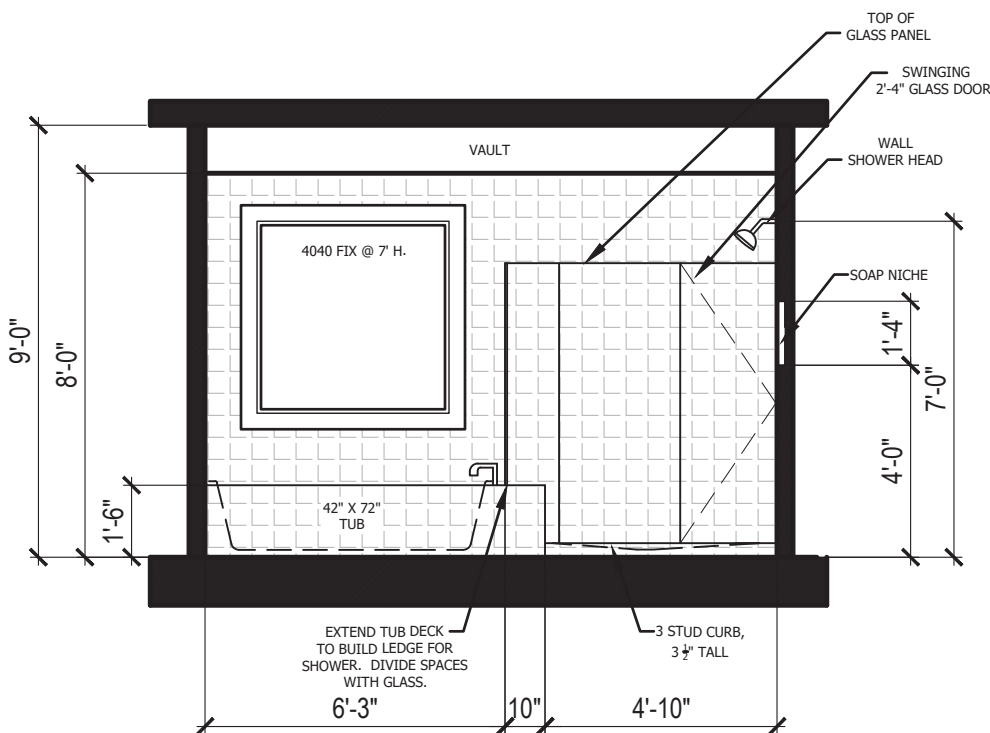 TOP OF
GLASS PANEL
SWINGING
2'-4" GLASS DOOR
VAULT
WALL
SHOWER HEAD
4040 FIX @ 7' H.
SOAP NICHE
9'-0"
8'-0"
1'-6"
1'-4"
4'-0"
7'-0"
42" X 72"
TUB
EXTEND TUB DECK
TO BUILD LEDGE FOR
SHOWER. DIVIDE SPACES
WITH GLASS.
3 STUD CURB,
3 ½" TALL
6'-3"
10"
4'-10"